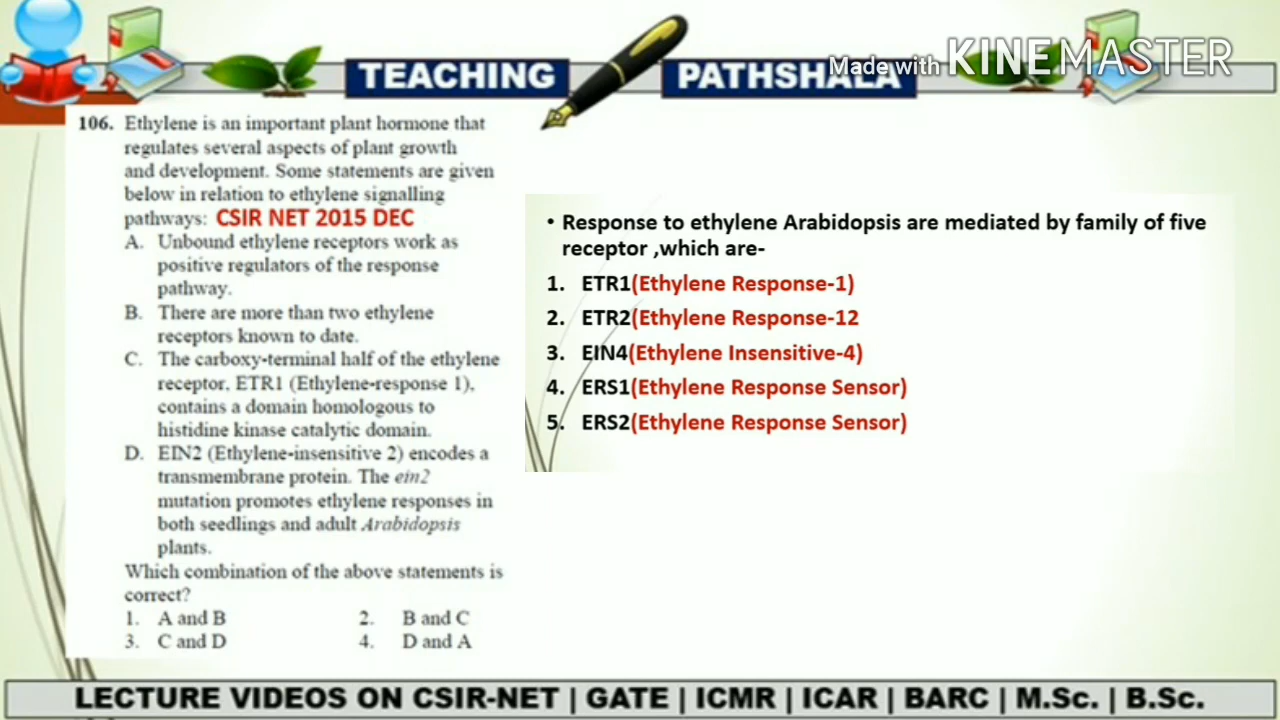 TEACHING PATHSHALA
Made with KINEMASTER
106. Ethylene is an important plant hormone that
regulates several aspects of plant growth
and development. Some statements are given
below in relation to ethylene signalling
pathways: CSIR NET 2015 DEC
A. Unbound ethylene receptors work as
positive regulators of the response
pathway.
B. There are more than two ethylene
receptors known to date.
C. The carboxy-terminal half of the ethylene
receptor, ETR1 (Ethylene-response 1),
contains a domain homologous to
histidine kinase catalytic domain.
D. EIN2 (Ethylene-insensitive 2) encodes a
transmembrane protein. The ein2
mutation promotes ethylene responses in
both seedlings and adult Arabidopsis
plants.
Which combination of the above statements is
correct?
1. A and B 2. B and C
3. C and D 4. D and A
• Response to ethylene Arabidopsis are mediated by family of five
receptor ,which are-
1. ETR1(Ethylene Response-1)
2. ETR2(Ethylene Response-12
3. EIN4(Ethylene Insensitive-4)
4. ERS1(Ethylene Response Sensor)
5. ERS2(Ethylene Response Sensor)
LECTURE VIDEOS ON CSIR-NET | GATE | ICMR | ICAR | BARC | M.Sc. | B.Sc.